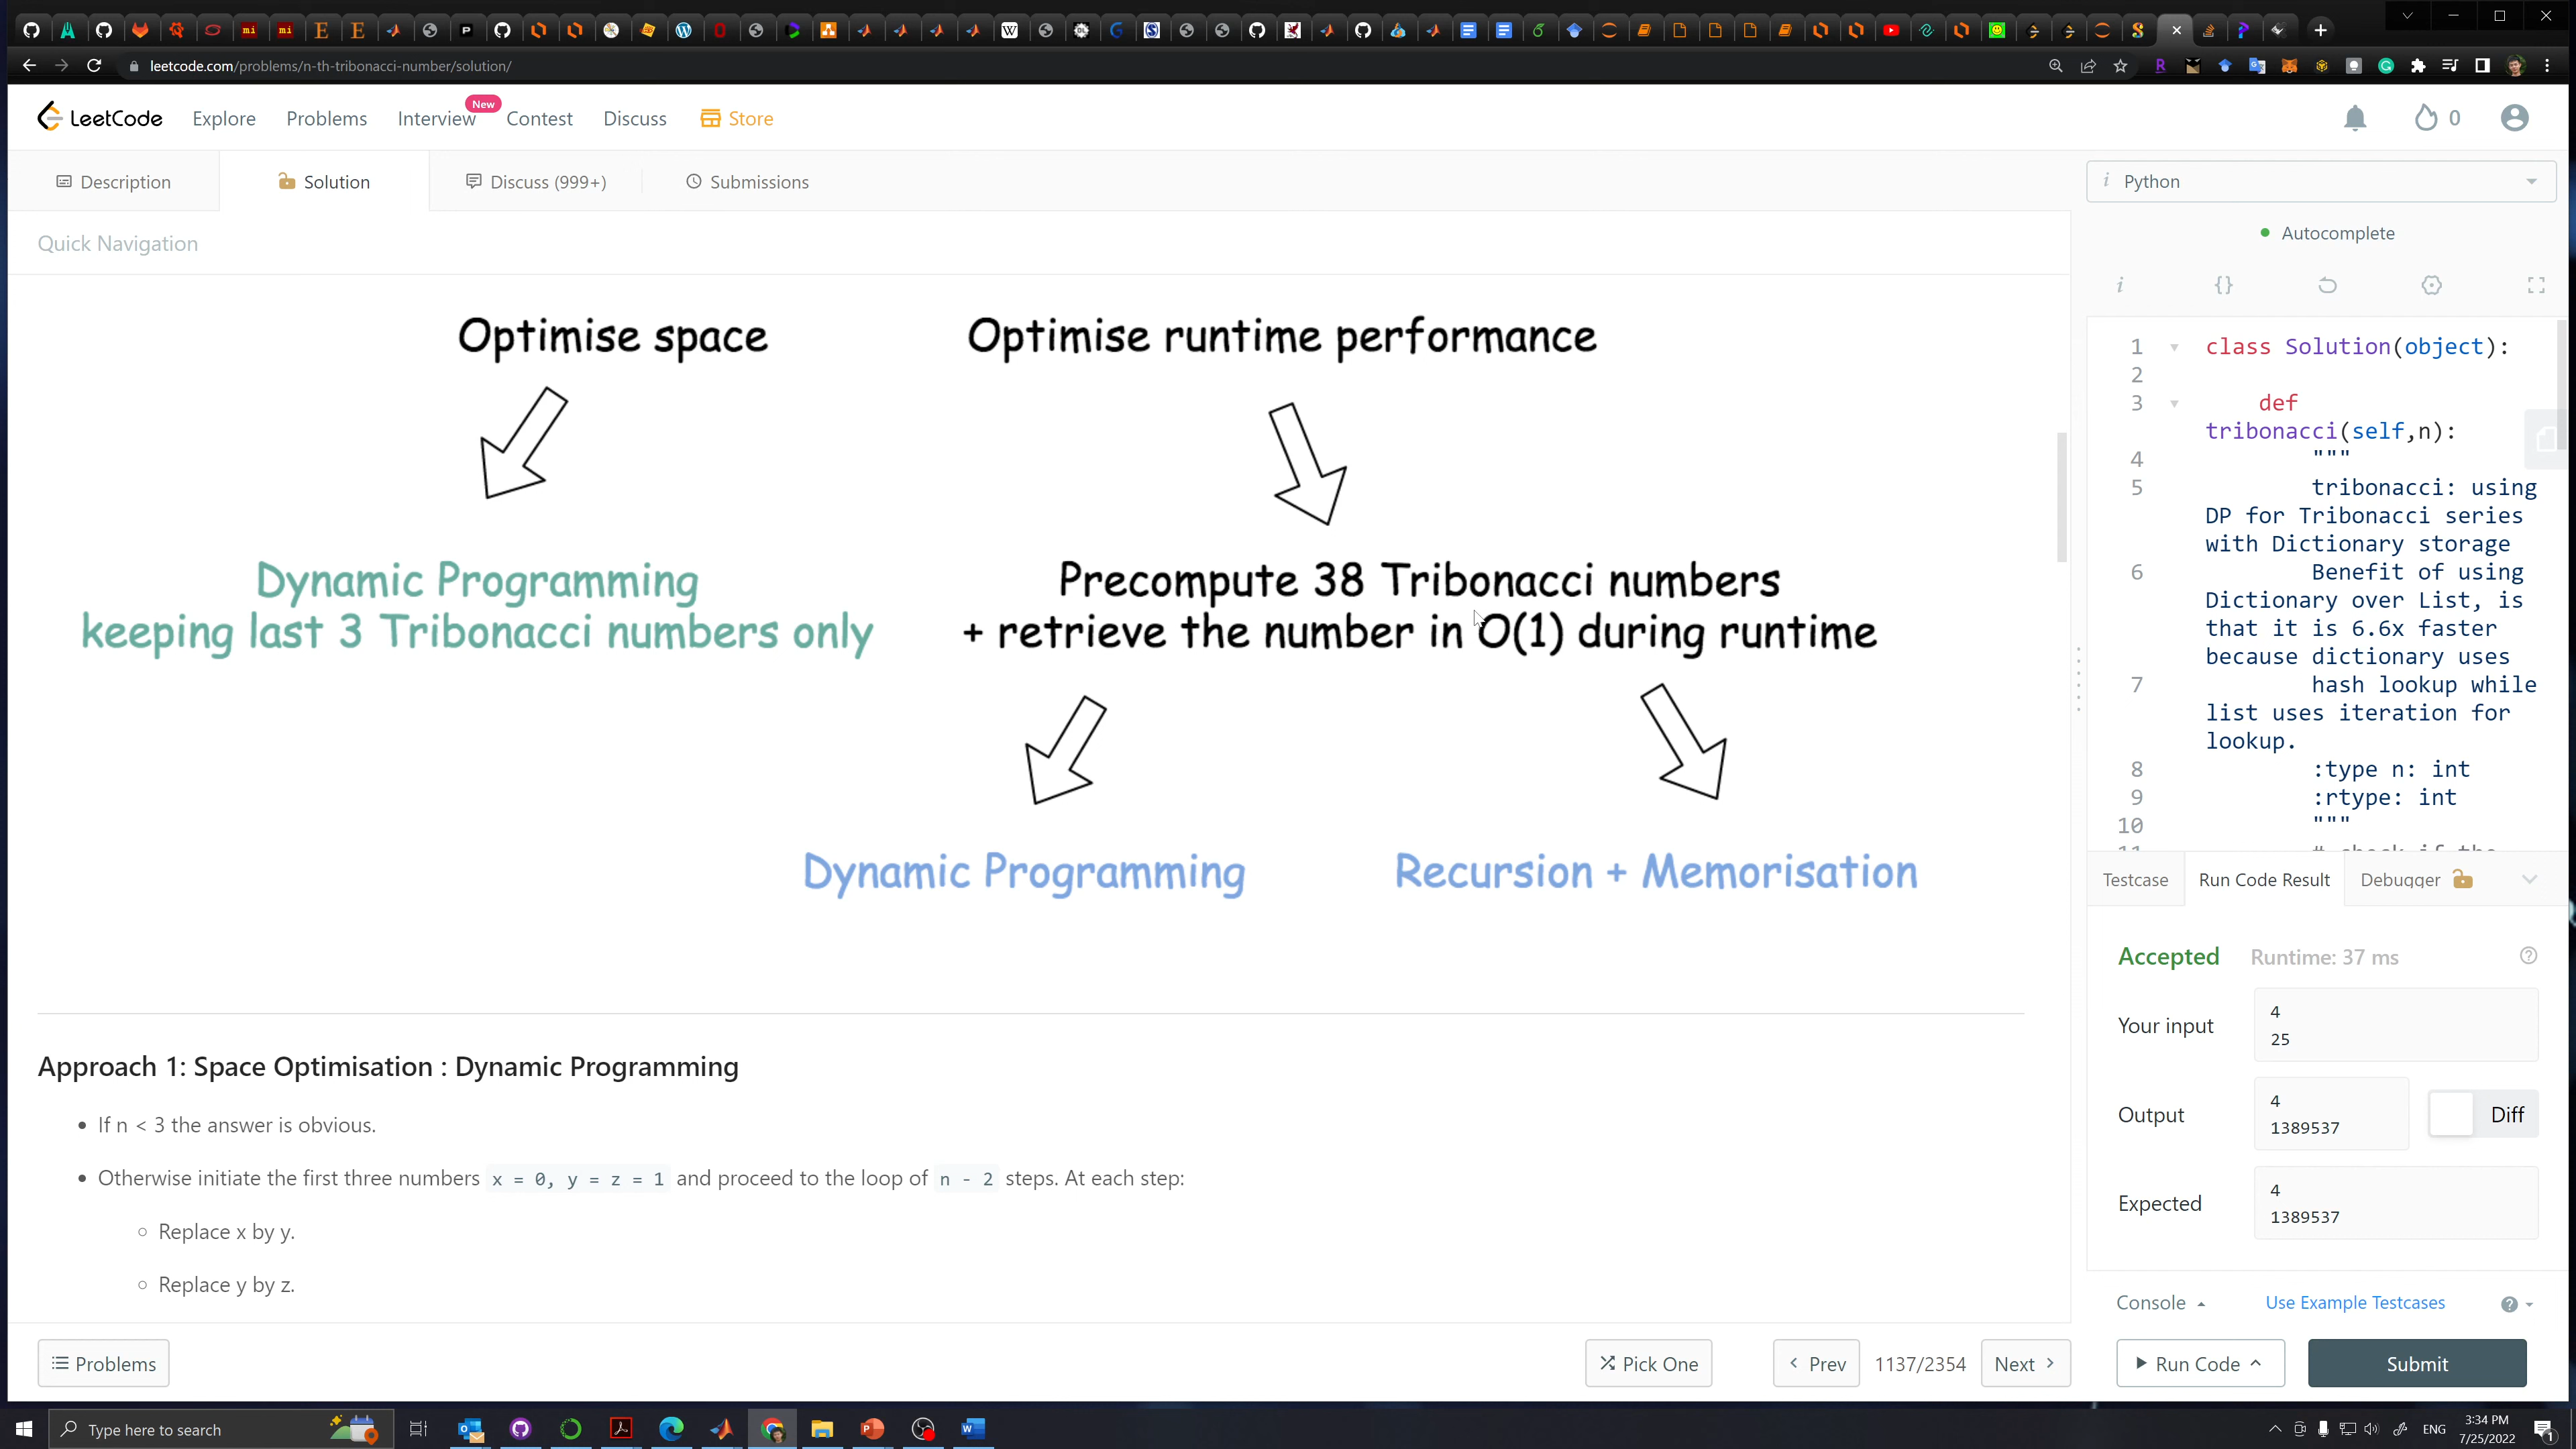 leetcode.com/problems/n-th-tribonacci-number/solution/
LeetCode
Explore
Problems
Interview
New
Contest
Discuss
Store
0
Description
Solution
Discuss (999+)
Submissions
Quick Navigation
Optimise space
Optimise runtime performance
Dynamic Programming
keeping last 3 Tribonacci numbers only
Precompute 38 Tribonacci numbers
+ retrieve the number in O(1) during runtime
Dynamic Programming
Recursion + Memorisation
Approach 1: Space Optimisation : Dynamic Programming
• If n < 3 the answer is obvious.
• Otherwise initiate the first three numbers x = 0, y = z = 1 and proceed to the loop of n - 2 steps. At each step:
○ Replace x by y.
○ Replace y by z.
Problems
Pick One
Prev
1137/2354
Next
i Python
Autocomplete
i {}
1 class Solution(object):
2
3 def
tribonacci(self,n):
4 """
5 tribonacci: using
DP for Tribonacci series
with Dictionary storage
6 Benefit of using
Dictionary over List, is
that it is 6.6x faster
because dictionary uses
7 hash lookup while
list uses iteration for
lookup.
8 :type n: int
9 :rtype: int
10 """
Testcase
Run Code Result
Debugger
Accepted
Runtime: 37 ms
Your input
4
25
Output
4
1389537
Diff
Expected
4
1389537
Console
Use Example Testcases
Run Code
Submit
Type here to search
ENG
3:34 PM
7/25/2022
1